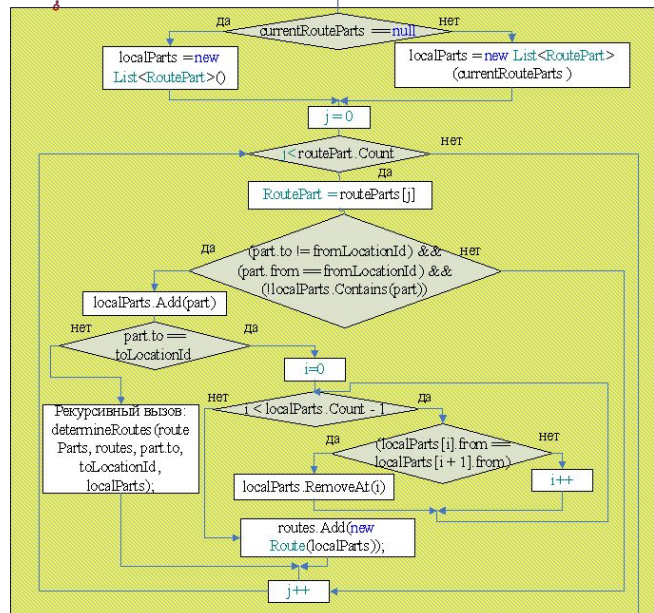 да
currentRouteParts == null
нет
localParts = new
List<RoutePart>()
localParts = new List<RoutePart>
(currentRouteParts )
j = 0
j < routePart.Count
нет
да
RoutePart = routeParts[j]
да
(part.to != fromLocationId) &&
(part.from == fromLocationId) &&
(!localParts.Contains(part))
нет
localParts.Add(part)
нет
part.to ==
toLocationId
да
i=0
нет
i < localParts.Count - 1
да
Рекурсивный вызов:
determineRoutes(route
Parts, routes, part.to,
toLocationId,
localParts);
да
(localParts[i].from ==
localParts[i + 1].from)
нет
localParts.RemoveAt(i)
i++
routes.Add(new
Route(localParts));
j++